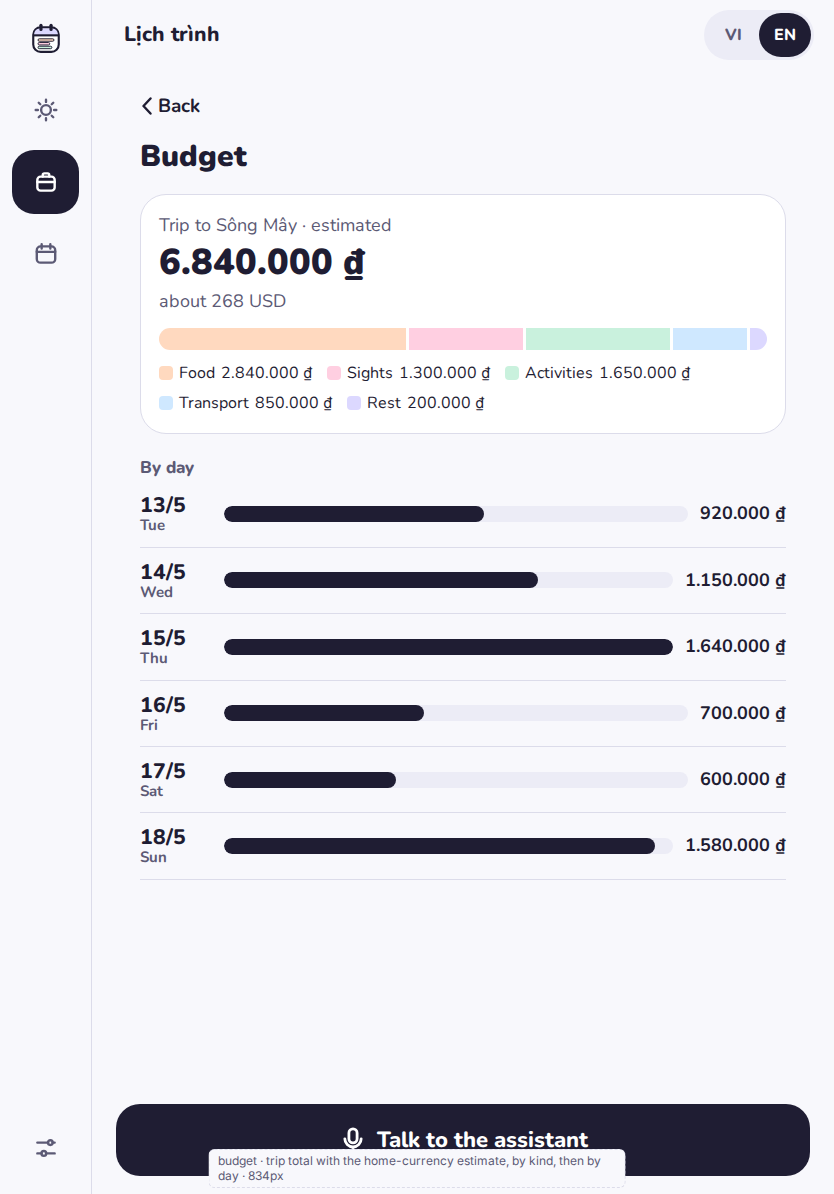 Lịch trình
VI EN
Back
Budget
Trip to Sông Mây · estimated
6.840.000 ₫
about 268 USD
Food 2.840.000 ₫ Sights 1.300.000 ₫ Activities 1.650.000 ₫
Transport 850.000 ₫ Rest 200.000 ₫
By day
13/5
Tue
920.000 ₫
14/5
Wed
1.150.000 ₫
15/5
Thu
1.640.000 ₫
16/5
Fri
700.000 ₫
17/5
Sat
600.000 ₫
18/5
Sun
1.580.000 ₫
Talk to the assistant
budget · trip total with the home-currency estimate, by kind, then by
day · 834px